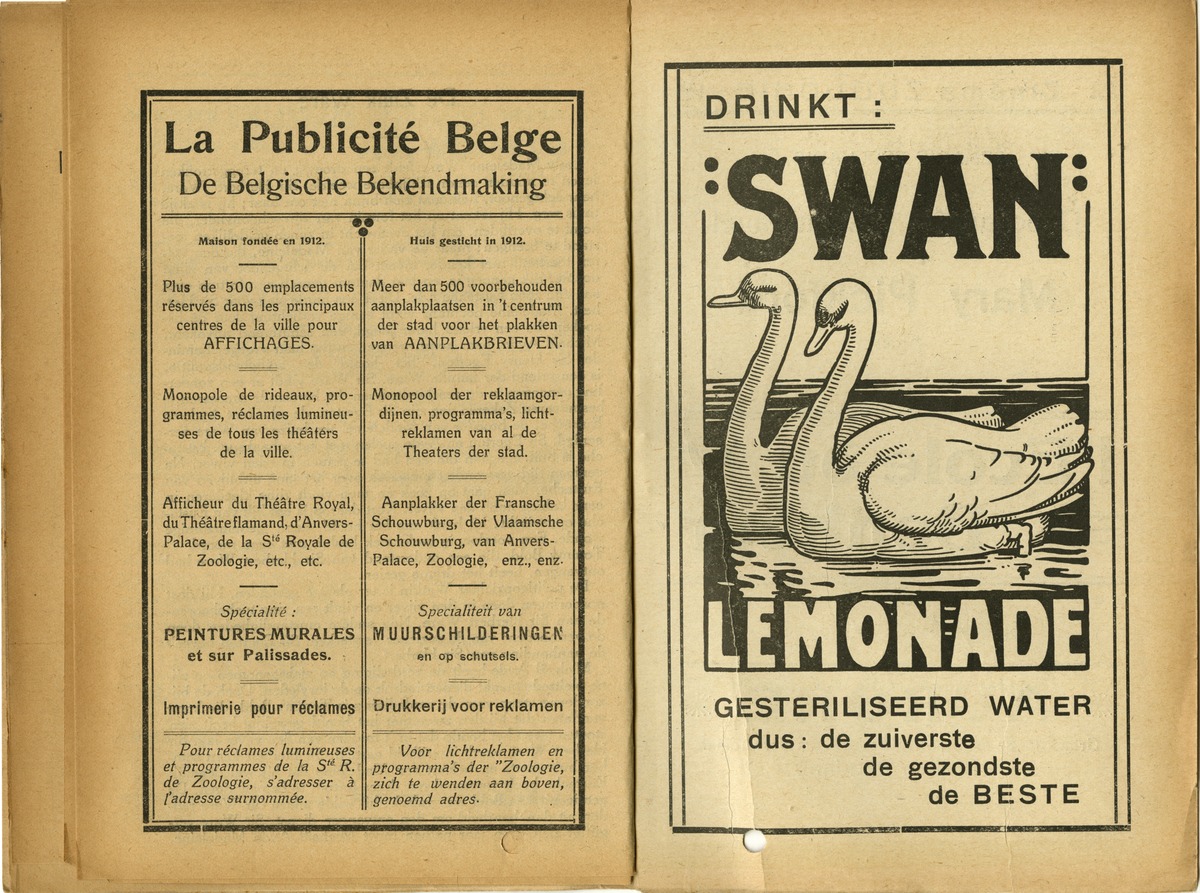 La Publicité Belge
De Belgische Bekendmaking
Maison fondée en 1912.
Plus de 500 emplacements
réservés dans les principaux
centres de la ville pour
AFFICHAGES.
Monopole de rideaux, pro-
grammes, réclames lumineu-
ses de tous les théâters
de la ville.
Afficheur du Théâtre Royal,
du Théâtre flamand, d'Anvers-
Palace, de la Sté Royale de
Zoologie, etc., etc.
Spécialité :
PEINTURES MURALES
et sur Palissades.
Imprimerie pour réclames
Pour réclames lumineuses
et programmes de la Sté R.
de Zoologie, s'adresser à
l'adresse surnommée.
Huis gesticht in 1912.
Meer dan 500 voorbehouden
aanplakplaatsen in 't centrum
der stad voor het plakken
van AANPLAKBRIEVEN.
Monopool der reklaamgor-
dijnen. programma's, licht-
reklamen van al de
Theaters der stad.
Aanplakker der Fransche
Schouwburg, der Vlaamsche
Schouwburg, van Anvers-
Palace, Zoologie, enz., enz.
Specialiteit van
MUURSCHILDERINGEN
en op schutsels.
Drukkerij voor reklamen
Voor lichtreklamen en
programma's der "Zoologie,
zich te wenden aan boven,
genoemd adres.
DRINKT :
:SWAN:
LEMONADE
GESTERILISEERD WATER
dus : de zuiverste
de gezondste
de BESTE